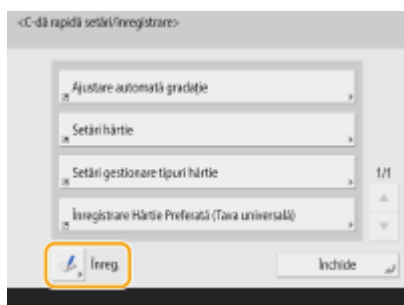 <C-dă rapidă setări/înregistrare>
Ajustare automată gradaţie
Setări hârtie
Setări gestionare tipuri hârtie
Înregistrare Hârtie Preferată (Tava universală)
1/1
Înreg.
Închide